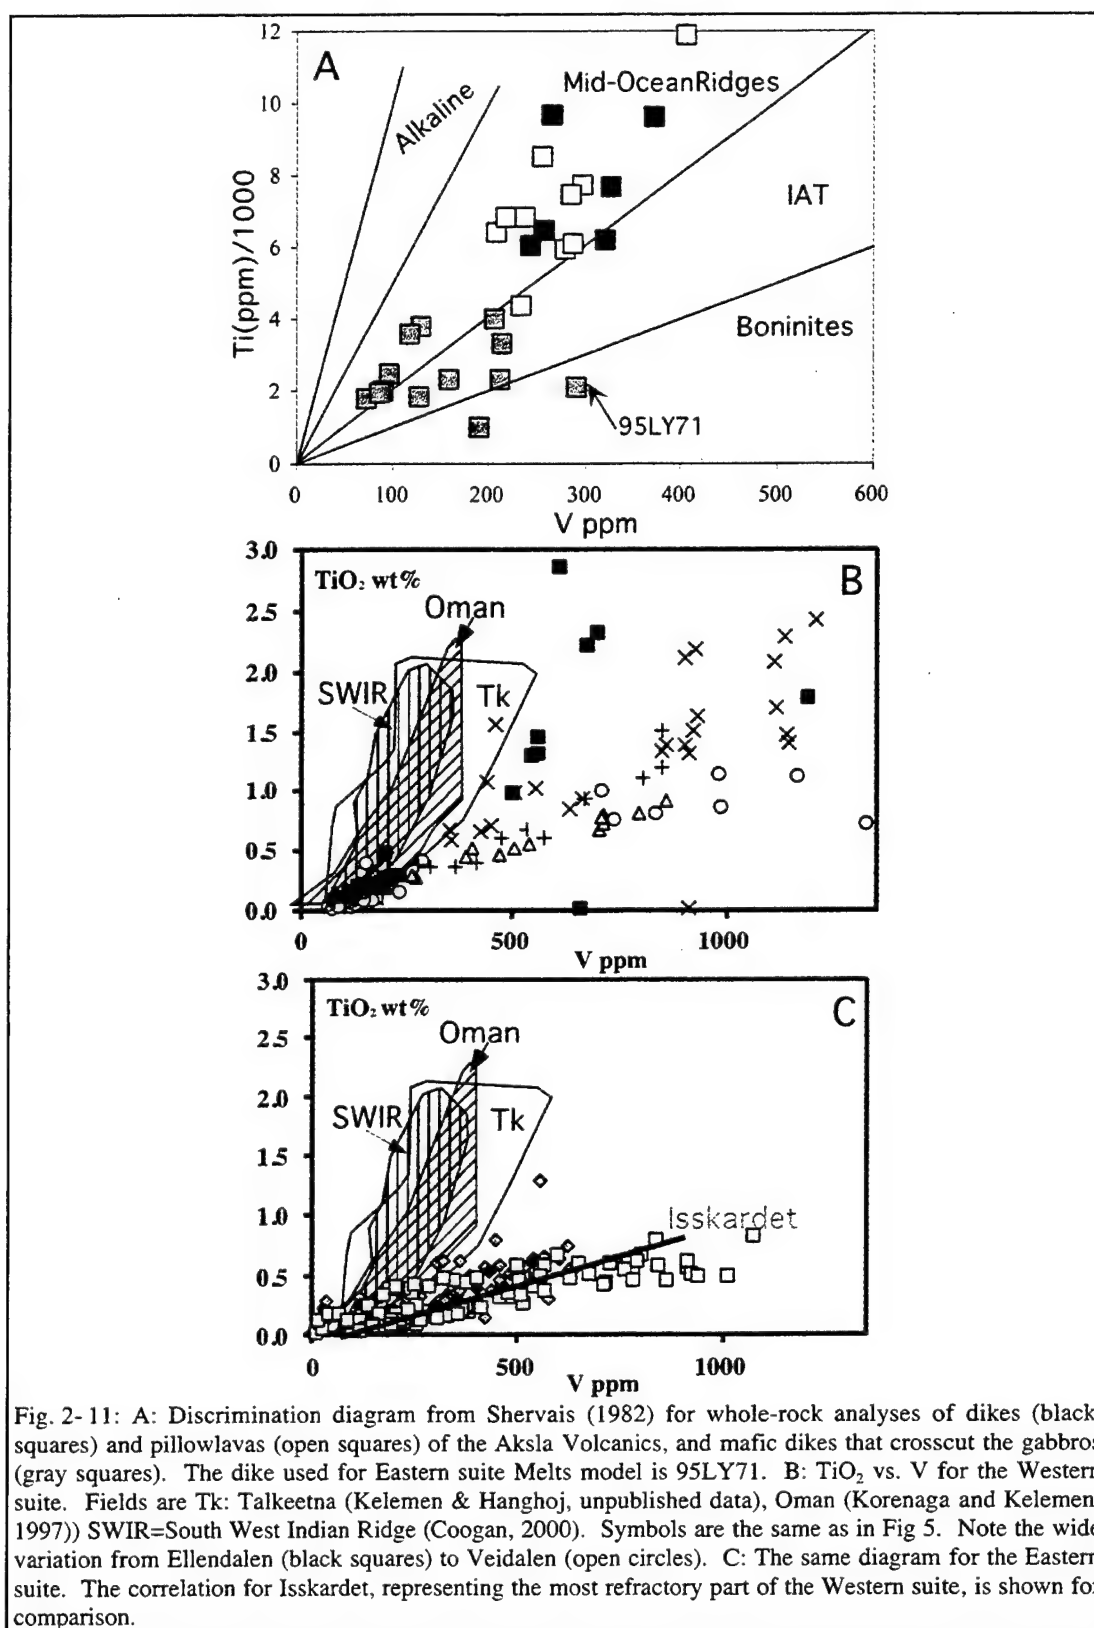 12
A
Mid-OceanRidges
Alkaline
10
8
Ti(ppm)/1000
IAT
6
4
Boninites
2
95LY71
0
0 100 200 300 400 500 600
V ppm
3.0
TiO₂ wt%
B
Oman
2.5
SWIR
Tk
2.0
1.5
1.0
0.5
0.0
0 500 1000
V ppm
3.0
TiO₂ wt%
C
Oman
2.5
2.0
SWIR
Tk
1.5
1.0
Isskardet
0.5
0.0
0 500 1000
V ppm
Fig. 2- 11: A: Discrimination diagram from Shervais (1982) for whole-rock analyses of dikes (black
squares) and pillowlavas (open squares) of the Aksla Volcanics, and mafic dikes that crosscut the gabbros
(gray squares). The dike used for Eastern suite Melts model is 95LY71. B: TiO₂ vs. V for the Western
suite. Fields are Tk: Talkeetna (Kelemen & Hanghoj, unpublished data), Oman (Korenaga and Kelemen
1997)) SWIR=South West Indian Ridge (Coogan, 2000). Symbols are the same as in Fig 5. Note the wide
variation from Ellendalen (black squares) to Veidalen (open circles). C: The same diagram for the Eastern
suite. The correlation for Isskardet, representing the most refractory part of the Western suite, is shown for
comparison.